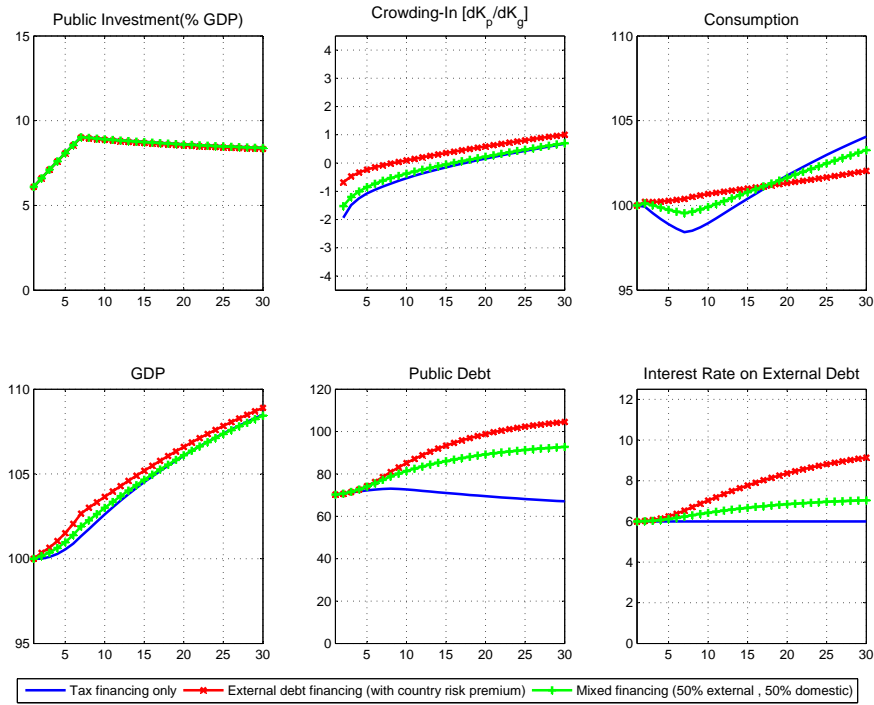 Public Investment(% GDP)
15
10
5
0
5 10 15 20 25 30
Crowding-In [dKp/dKg]
4
3
2
1
0
-1
-2
-3
-4
5 10 15 20 25 30
Consumption
110
105
100
95
5 10 15 20 25 30
GDP
110
105
100
95
5 10 15 20 25 30
Public Debt
120
100
80
60
40
20
0
5 10 15 20 25 30
Interest Rate on External Debt
12
10
8
6
4
2
0
5 10 15 20 25 30
Tax financing only External debt financing (with country risk premium) Mixed financing (50% external , 50% domestic)